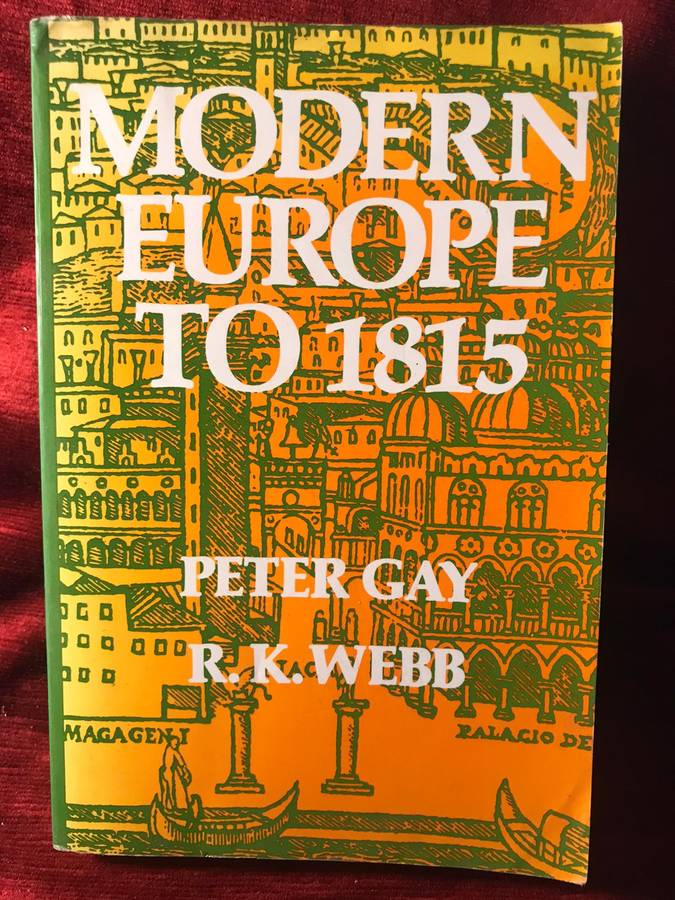 MODERN
EUROPE
TO 1815
PETER GAY
R. K. WEBB
MAGAGENI
PALACIO DE